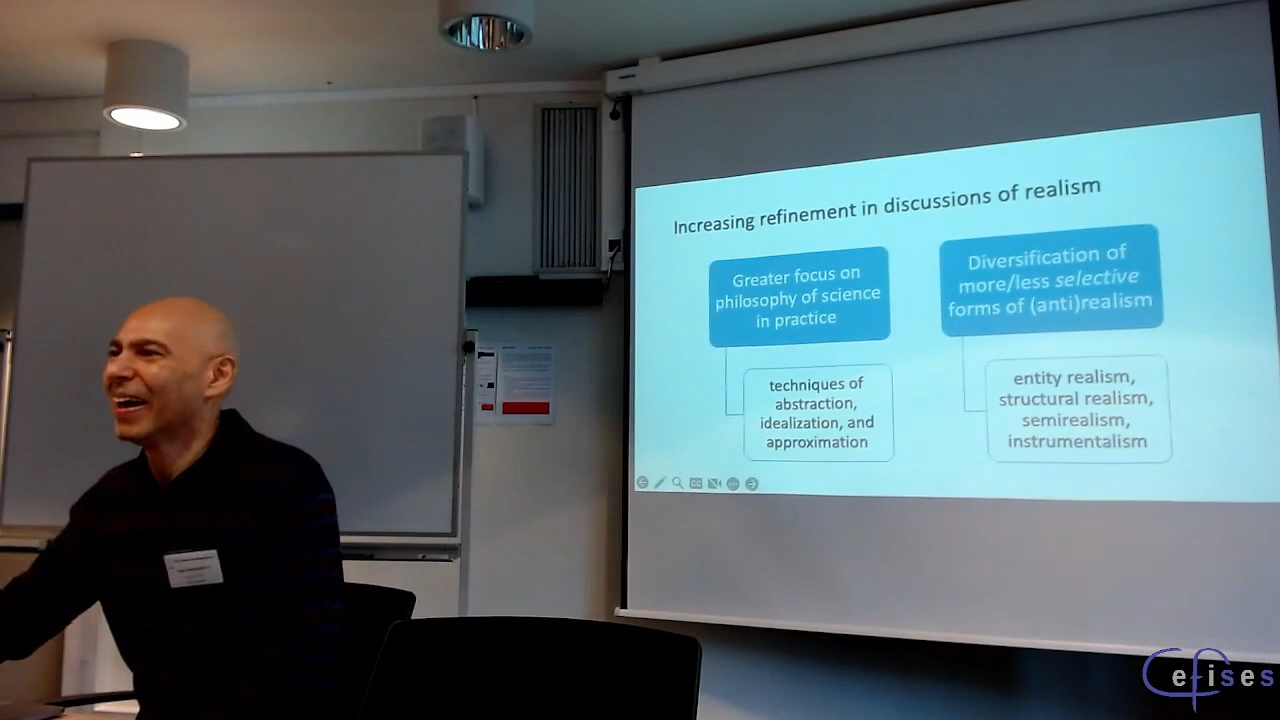 Increasing refinement in discussions of realism
Greater focus on
philosophy of science
in practice
techniques of
abstraction,
idealization, and
approximation
Diversification of
more/less selective
forms of (anti)realism
entity realism,
structural realism,
semirealism,
instrumentalism
Cefises